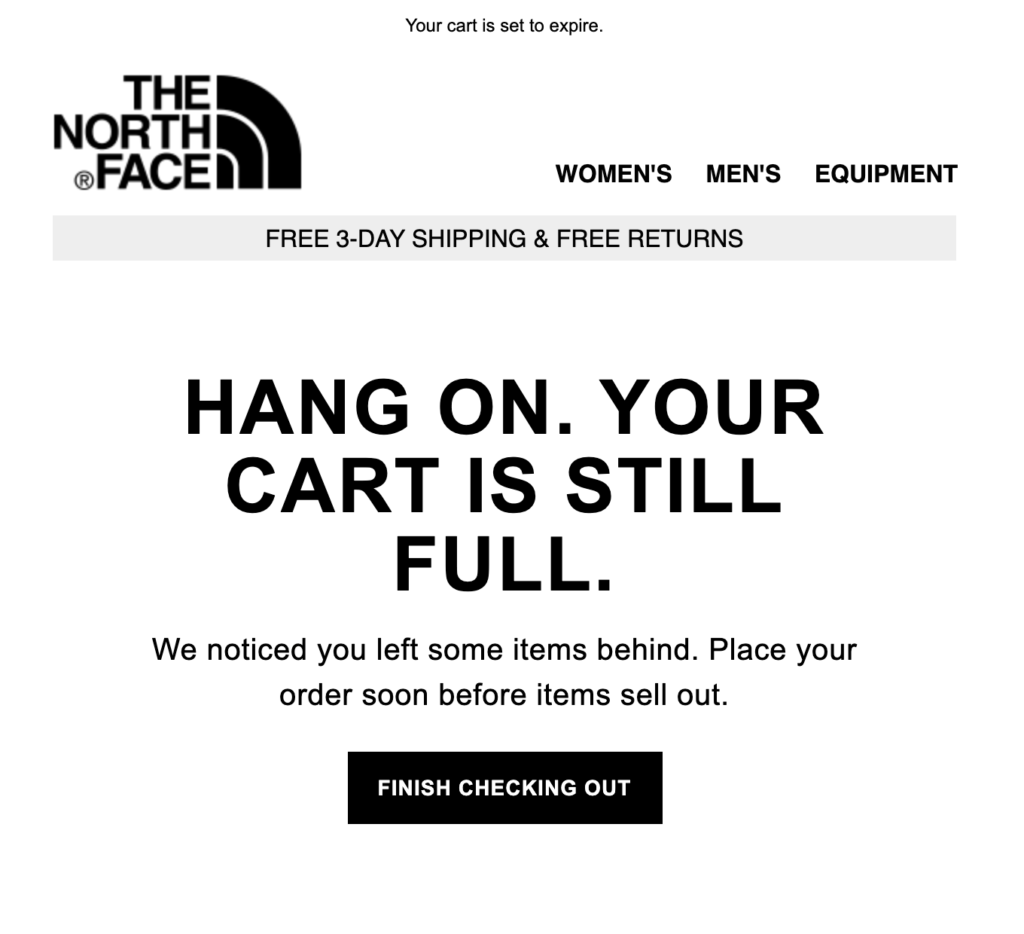 Your cart is set to expire.
THE
NORTH
®FACE
WOMEN'S MEN'S EQUIPMENT
FREE 3-DAY SHIPPING & FREE RETURNS
HANG ON. YOUR
CART IS STILL
FULL.
We noticed you left some items behind. Place your
order soon before items sell out.
FINISH CHECKING OUT